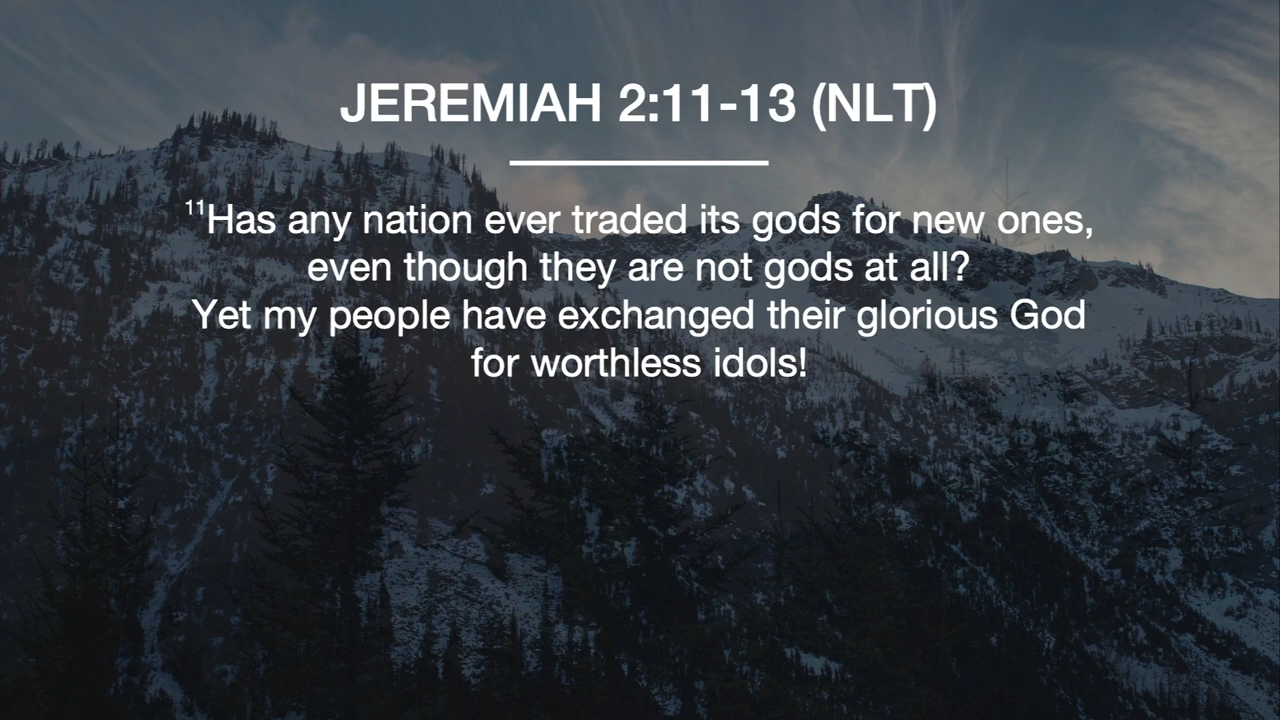 JEREMIAH 2:11-13 (NLT)
¹¹Has any nation ever traded its gods for new ones,
even though they are not gods at all?
Yet my people have exchanged their glorious God
for worthless idols!